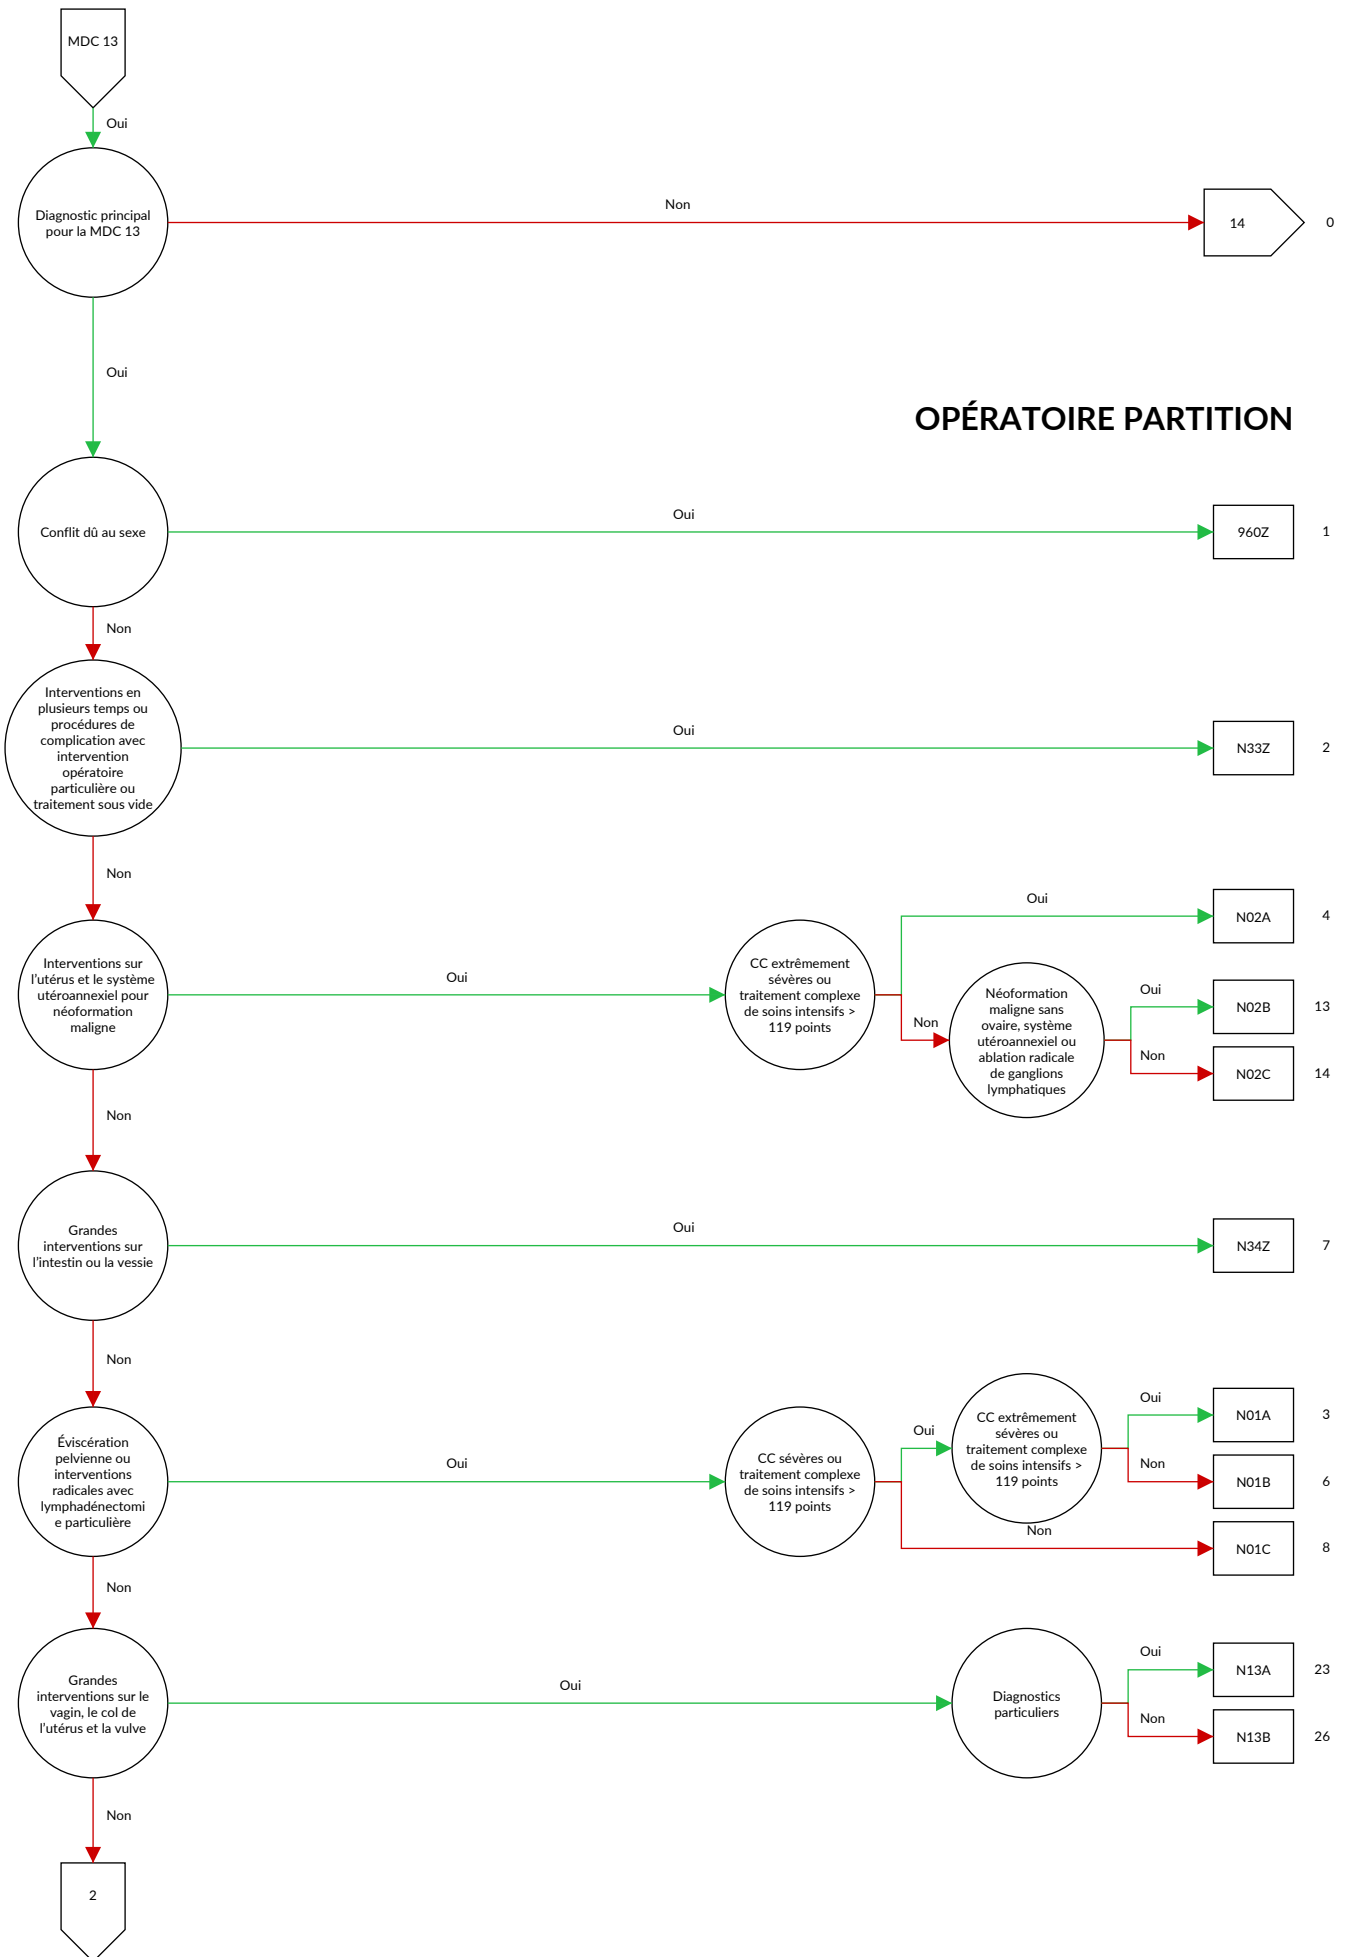 MDC 13
Oui
Diagnostic principal
pour la MDC 13
Non
14
0
Oui
OPÉRATOIRE PARTITION
Conflit dû au sexe
Oui
960Z
1
Non
Interventions en
plusieurs temps ou
procédures de
complication avec
intervention
opératoire
particulière ou
traitement sous vide
Oui
N33Z
2
Non
Interventions sur
l'utérus et le système
utéroannexiel pour
néoformation
maligne
Oui
CC extrêmement
sévères ou
traitement complexe
de soins intensifs >
119 points
Oui
N02A
4
Non
Néoformation
maligne sans
ovaire, système
utéroannexiel ou
ablation radicale
de ganglions
lymphatiques
Oui
N02B
13
Non
N02C
14
Non
Grandes
interventions sur
l'intestin ou la vessie
Oui
N34Z
7
Non
Éviscération
pelvienne ou
interventions
radicales avec
lymphadénectomi
e particulière
Oui
CC sévères ou
traitement complexe
de soins intensifs >
119 points
Oui
CC extrêmement
sévères ou
traitement complexe
de soins intensifs >
119 points
Oui
N01A
3
Non
N01B
6
Non
N01C
8
Non
Grandes
interventions sur le
vagin, le col de
l'utérus et la vulve
Oui
Diagnostics
particuliers
Oui
N13A
23
Non
N13B
26
Non
2